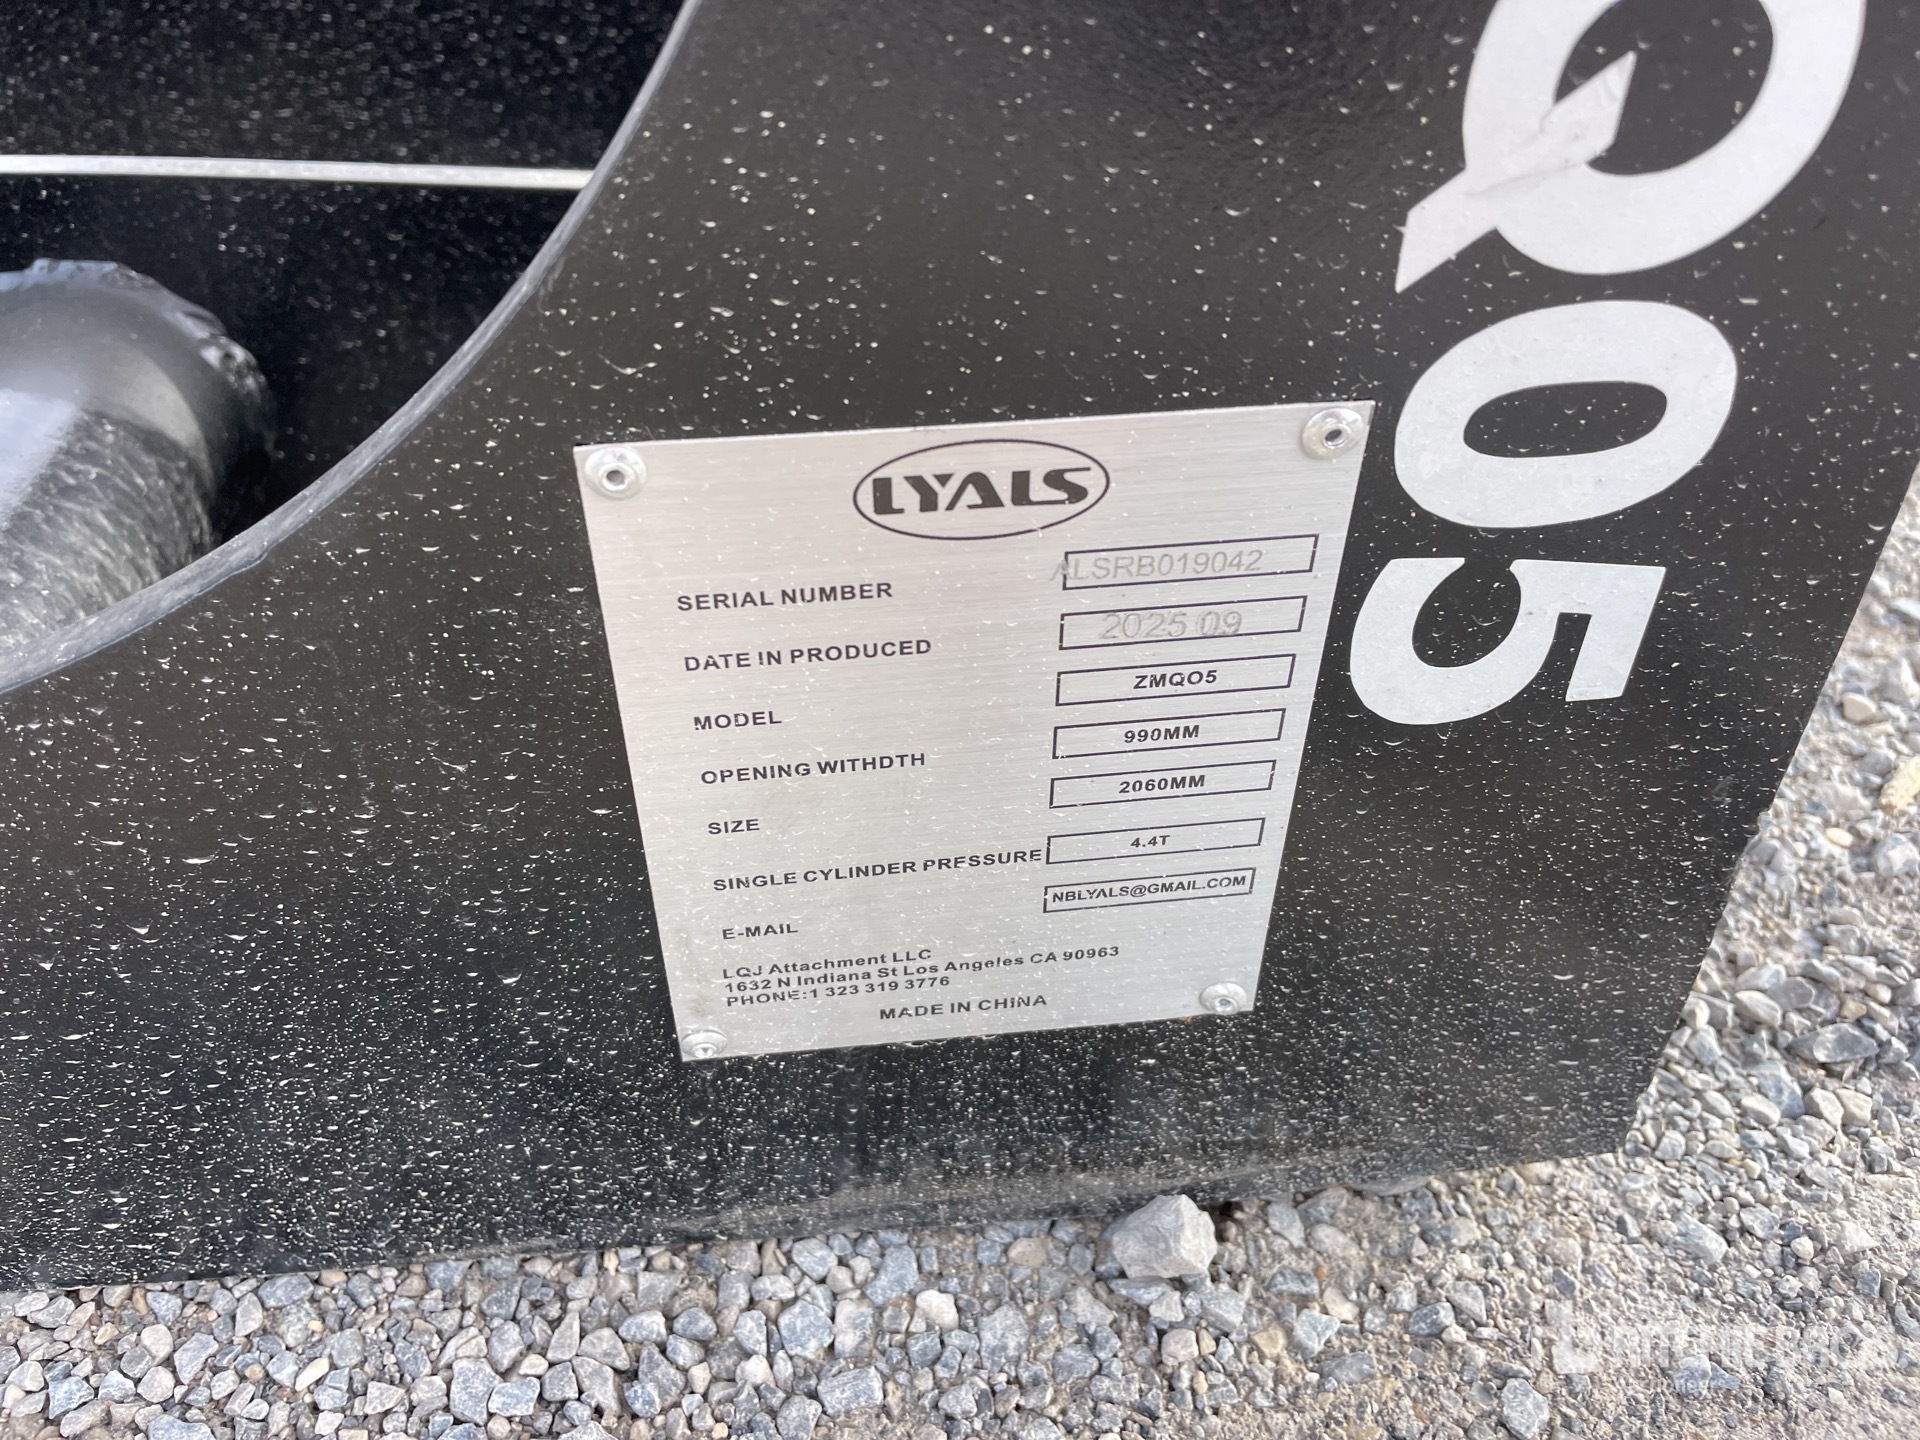 Q05
LYALS
SERIAL NUMBER ALSRB019042
DATE IN PRODUCED 2025 09
MODEL ZMQO5
OPENING WITHDTH 990MM
SIZE 2060MM
SINGLE CYLINDER PRESSURE 4.4T
E-MAIL NBLYALS@GMAIL.COM
LQJ Attachment LLC
1632 N Indiana St Los Angeles CA 90963
PHONE:1 323 319 3776
MADE IN CHINA